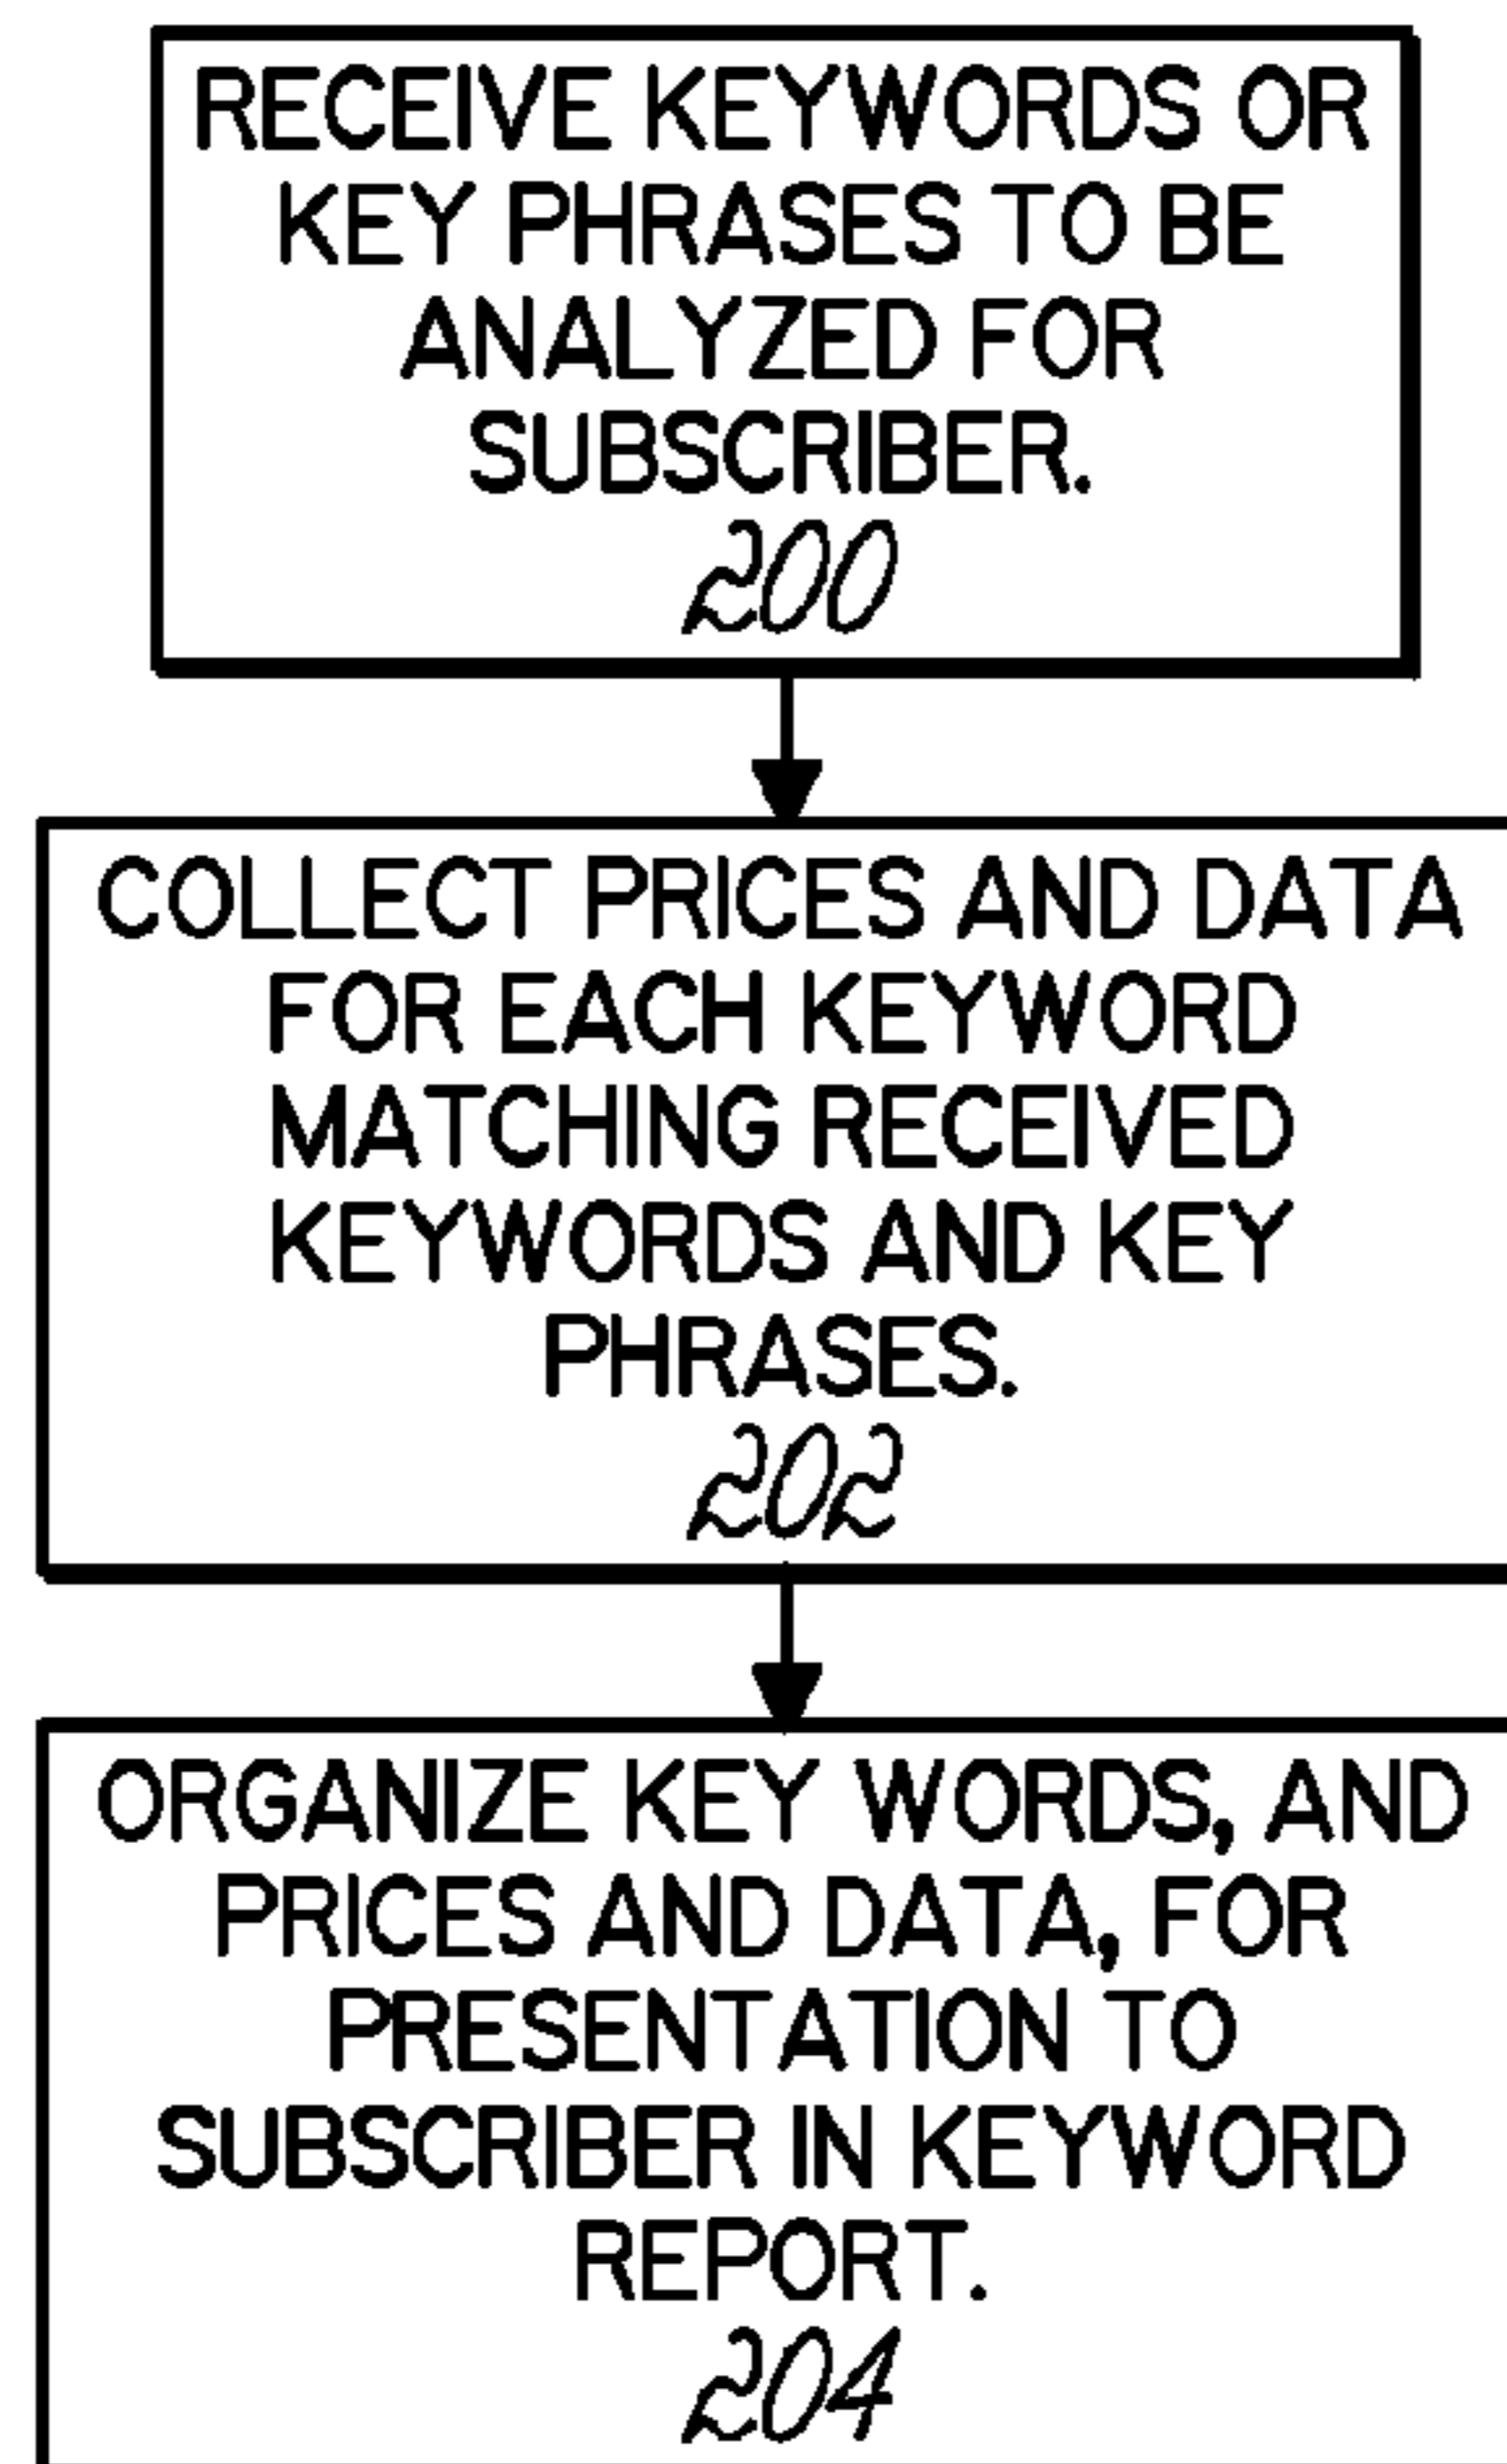 RECEIVE KEYWORDS OR
KEY PHRASES TO BE
ANALYZED FOR
SUBSCRIBER.
200
COLLECT PRICES AND DATA
FOR EACH KEYWORD
MATCHING RECEIVED
KEYWORDS AND KEY
PHRASES.
202
ORGANIZE KEY WORDS, AND
PRICES AND DATA, FOR
PRESENTATION TO
SUBSCRIBER IN KEYWORD
REPORT.
204